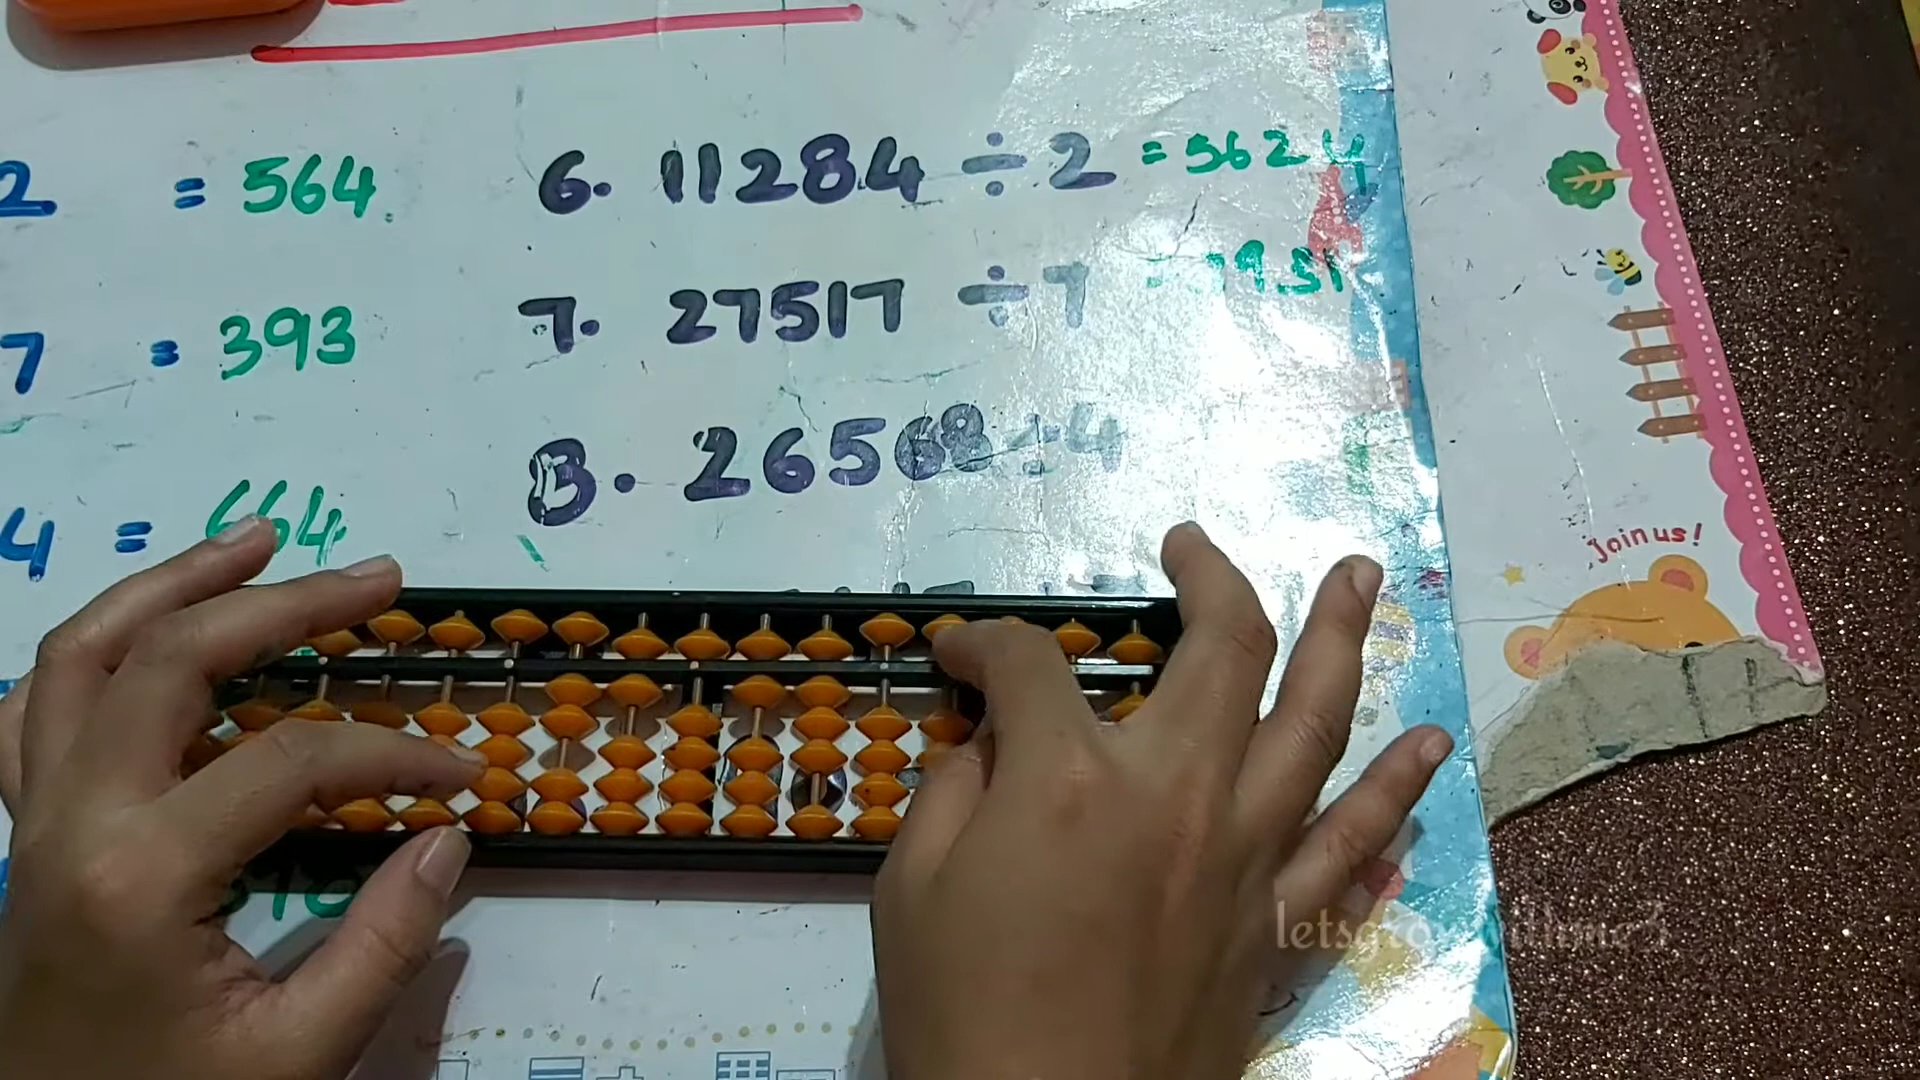 2 = 564
6. 11284 ÷ 2 = 5624
7 = 393
7. 27517 ÷ 7
4 = 664
8. 26568 ÷ 4
Join us!